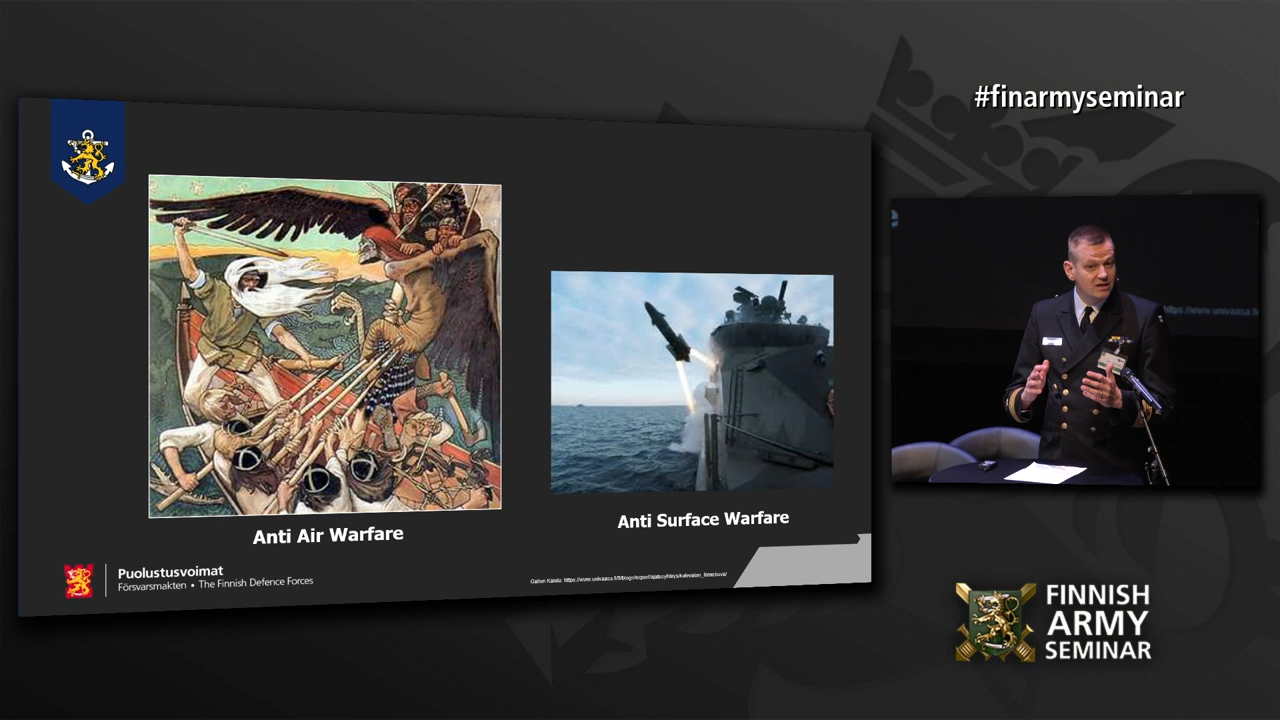 #finarmyseminar
Anti Air Warfare
Anti Surface Warfare
Puolustusvoimat
Försvarsmakten • The Finnish Defence Forces
FINNISH
ARMY
SEMINAR